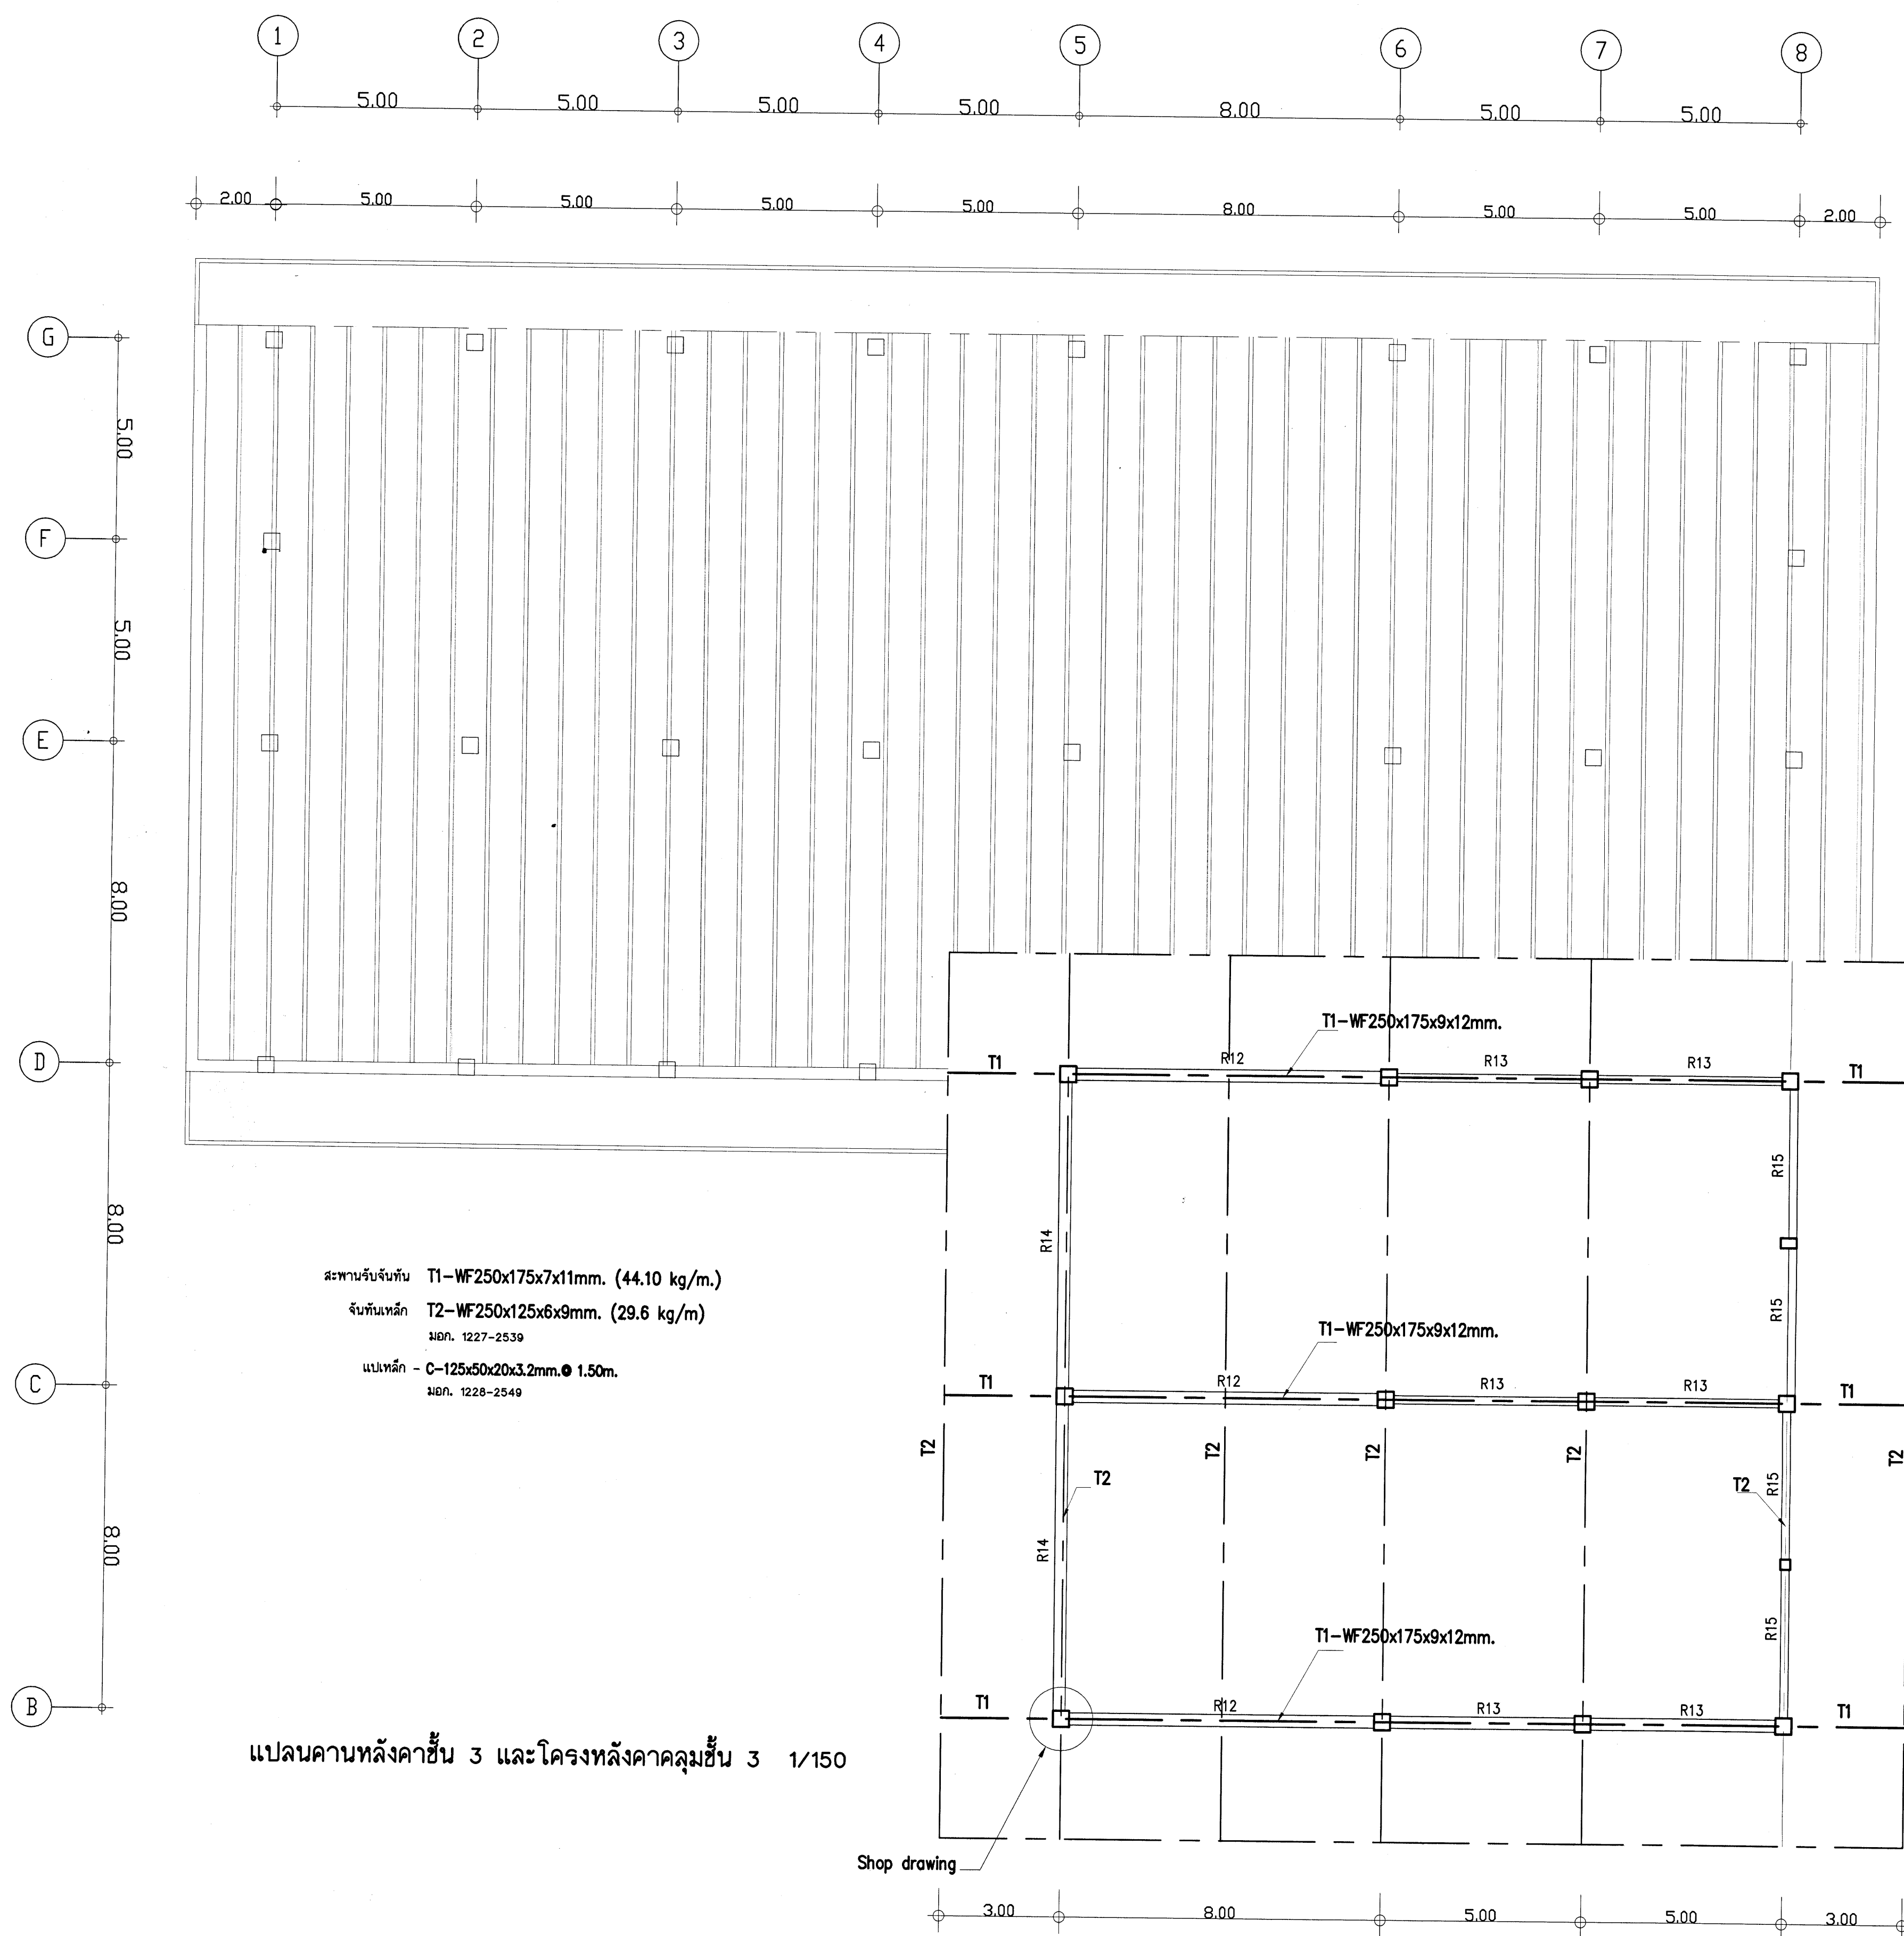 1 2 3 4 5 6 7 8
5.00 5.00 5.00 5.00 8.00 5.00 5.00
2.00 5.00 5.00 5.00 5.00 8.00 5.00 5.00 2.00
G
5.00
F
5.00
E
8.00
D
8.00
C
8.00
B
T1-WF250x175x9x12mm.
T1 R12 R13 R13 T1
R15
R14
R15
สะพานรับจันทัน T1-WF250x175x7x11mm. (44.10 kg/m.)
จันทันเหล็ก T2-WF250x125x6x9mm. (29.6 kg/m)
มอก. 1227-2539
แปเหล็ก - C-125x50x20x3.2mm.@ 1.50m.
มอก. 1228-2549
T1-WF250x175x9x12mm.
T1 R12 R13 R13 T1
T2 T2 T2 T2 T2
T2 T2 R15
R14
R15
T1-WF250x175x9x12mm.
T1 R12 R13 R13 T1
แปลนคานหลังคาชั้น 3 และโครงหลังคาคลุมชั้น 3 1/150
Shop drawing
3.00 8.00 5.00 5.00 3.00